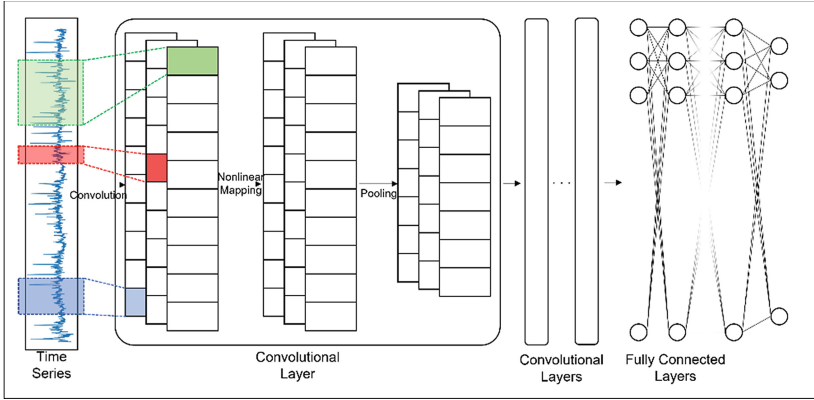 Convolution
Nonlinear
Mapping
Pooling
. . .
Time
Series
Convolutional
Layer
Convolutional
Layers
Fully Connected
Layers